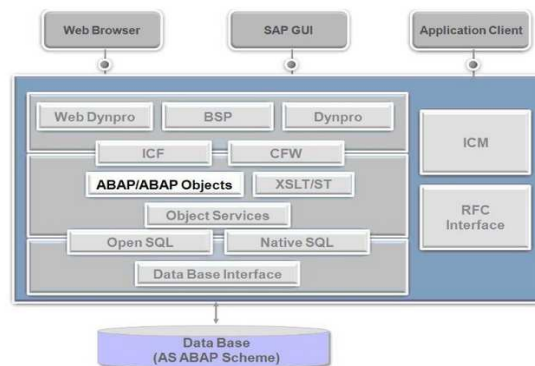 Web Browser
SAP GUI
Application Client
Web Dynpro
BSP
Dynpro
ICF
CFW
ICM
ABAP/ABAP Objects
XSLT/ST
Object Services
RFC
Interface
Open SQL
Native SQL
Data Base Interface
Data Base
(AS ABAP Scheme)